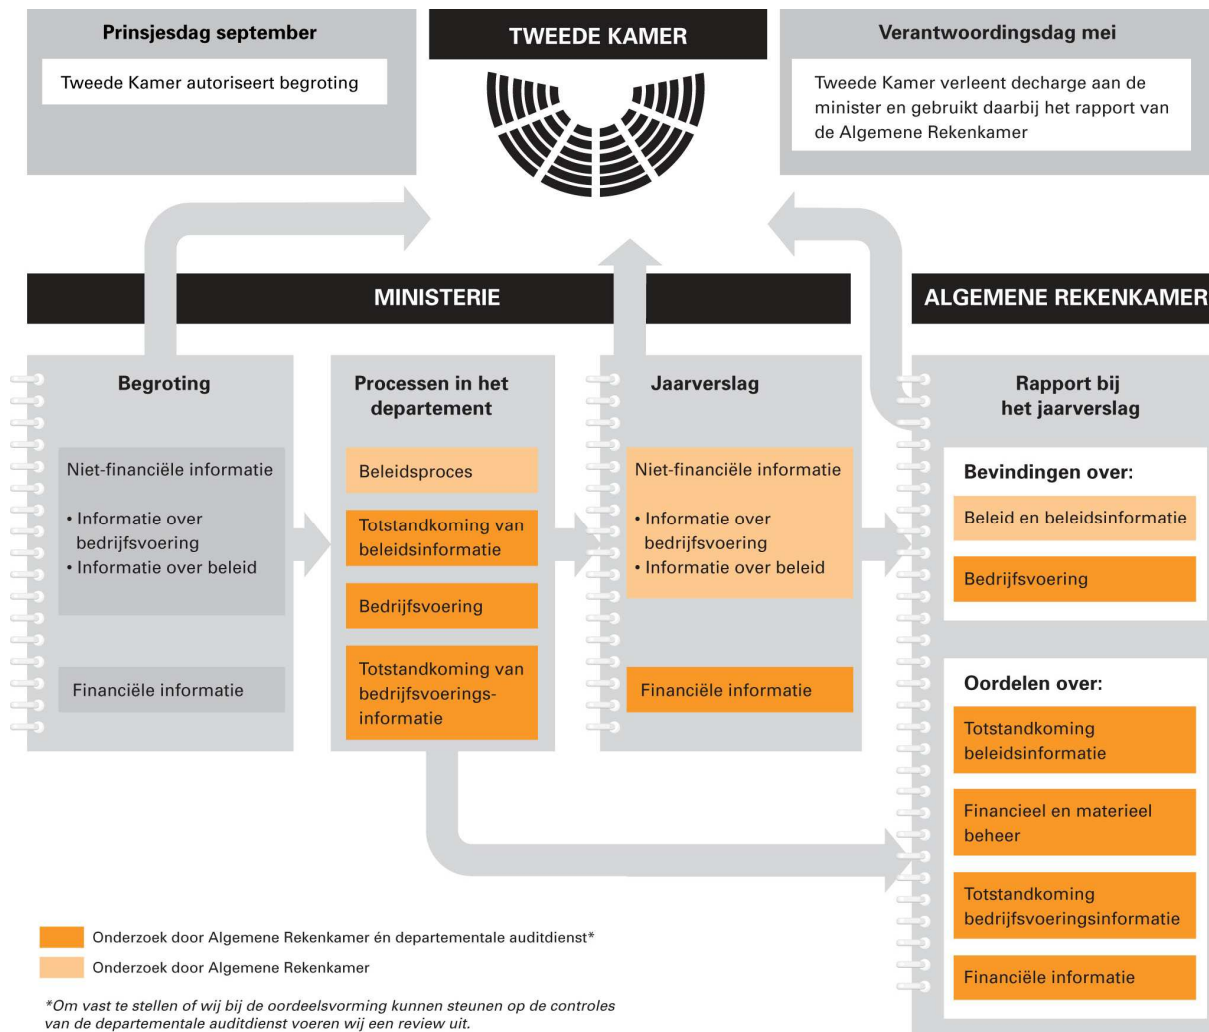 Prinsjesdag september
Tweede Kamer autoriseert begroting
TWEEDE KAMER
Verantwoordingsdag mei
Tweede Kamer verleent decharge aan de
minister en gebruikt daarbij het rapport van
de Algemene Rekenkamer
MINISTERIE
ALGEMENE REKENKAMER
Begroting
Niet-financiële informatie
• Informatie over
bedrijfsvoering
• Informatie over beleid
Financiële informatie
Processen in het
departement
Beleidsproces
Totstandkoming van
beleidsinformatie
Bedrijfsvoering
Totstandkoming van
bedrijfsvoerings-
informatie
Jaarverslag
Niet-financiële informatie
• Informatie over
bedrijfsvoering
• Informatie over beleid
Financiële informatie
Rapport bij
het jaarverslag
Bevindingen over:
Beleid en beleidsinformatie
Bedrijfsvoering
Oordelen over:
Totstandkoming
beleidsinformatie
Financieel en materieel
beheer
Totstandkoming
bedrijfsvoeringsinformatie
Financiële informatie
Onderzoek door Algemene Rekenkamer én departementale auditdienst*
Onderzoek door Algemene Rekenkamer
*Om vast te stellen of wij bij de oordeelsvorming kunnen steunen op de controles
van de departementale auditdienst voeren wij een review uit.